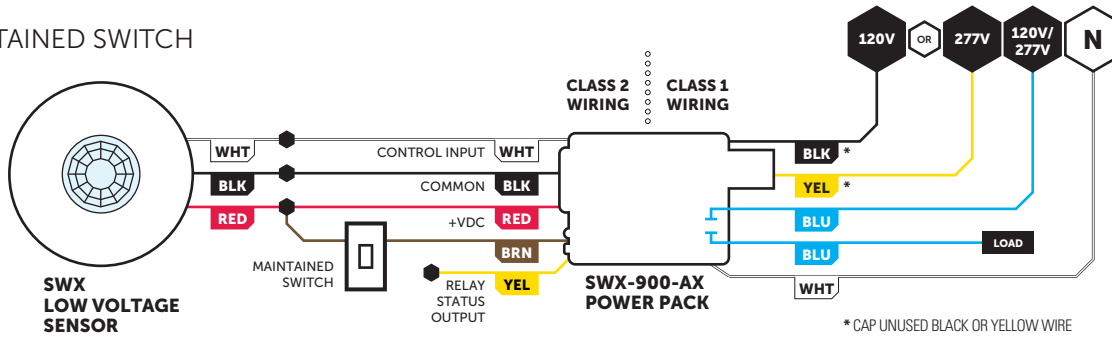 TAINED SWITCH
120V
OR
277V
120V/
277V
N
CLASS 2
WIRING
CLASS 1
WIRING
WHT
CONTROL INPUT
WHT
BLK *
BLK
COMMON
BLK
YEL *
RED
+VDC
RED
BLU
BRN
BLU
LOAD
MAINTAINED
SWITCH
YEL
RELAY
STATUS
OUTPUT
WHT
SWX
LOW VOLTAGE
SENSOR
SWX-900-AX
POWER PACK
* CAP UNUSED BLACK OR YELLOW WIRE